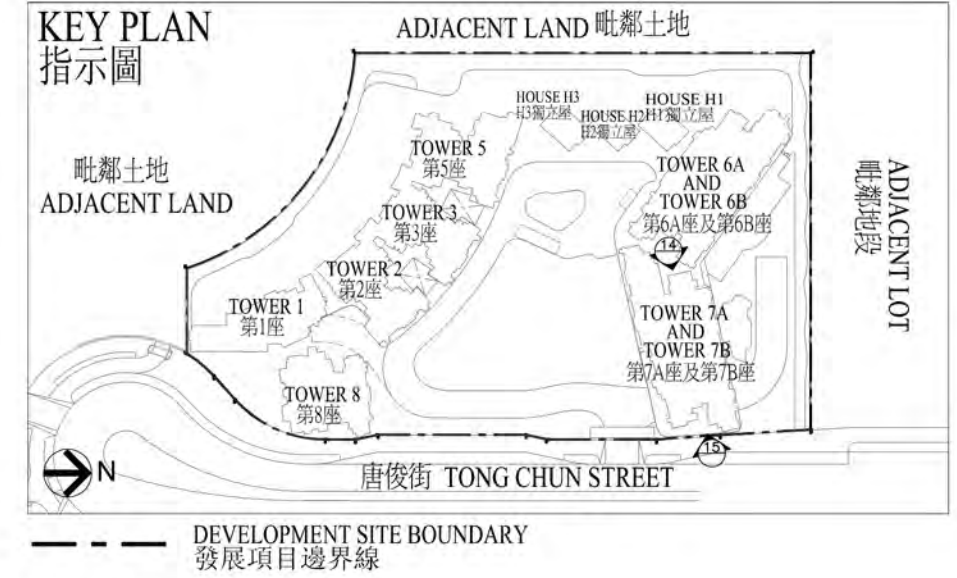 KEY PLAN
指示圖
ADJACENT LAND 毗鄰土地
毗鄰土地
ADJACENT LAND
HOUSE H3
H3獨立屋
HOUSE H2
H2獨立屋
HOUSE H1
H1獨立屋
TOWER 5
第5座
TOWER 3
第3座
TOWER 2
第2座
TOWER 1
第1座
TOWER 8
第8座
TOWER 6A
AND
TOWER 6B
第6A座及第6B座
14
TOWER 7A
AND
TOWER 7B
第7A座及第7B座
15
ADJACENT LOT
毗鄰地段
N
唐俊街 TONG CHUN STREET
DEVELOPMENT SITE BOUNDARY
發展項目邊界線